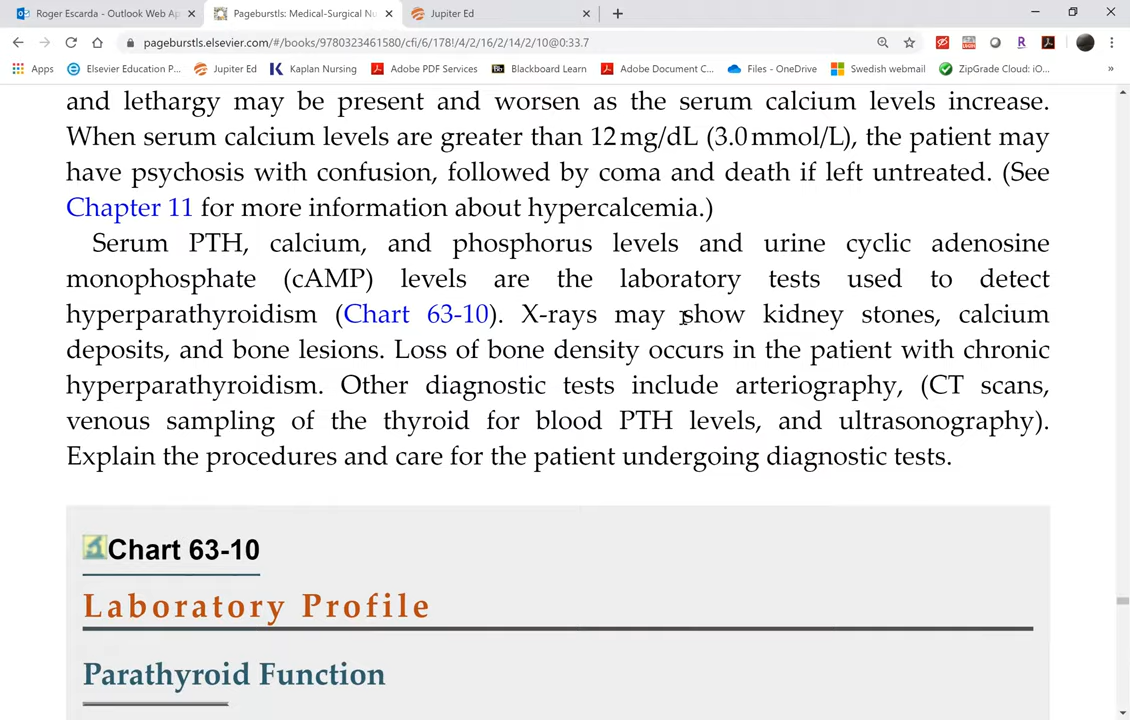 Roger Escarda - Outlook Web Ap
Pageburstls: Medical-Surgical Nu
Jupiter Ed
pageburstls.elsevier.com/#/books/9780323461580/cfi/6/178!/4/2/16/2/14/2/10@0:33.7
Apps
Elsevier Education P...
Jupiter Ed
Kaplan Nursing
Adobe PDF Services
Blackboard Learn
Adobe Document C...
Files - OneDrive
Swedish webmail
ZipGrade Cloud: iO...
and lethargy may be present and worsen as the serum calcium levels increase.
When serum calcium levels are greater than 12 mg/dL (3.0 mmol/L), the patient may
have psychosis with confusion, followed by coma and death if left untreated. (See
Chapter 11 for more information about hypercalcemia.)
Serum PTH, calcium, and phosphorus levels and urine cyclic adenosine
monophosphate (cAMP) levels are the laboratory tests used to detect
hyperparathyroidism (Chart 63-10). X-rays may show kidney stones, calcium
deposits, and bone lesions. Loss of bone density occurs in the patient with chronic
hyperparathyroidism. Other diagnostic tests include arteriography, (CT scans,
venous sampling of the thyroid for blood PTH levels, and ultrasonography).
Explain the procedures and care for the patient undergoing diagnostic tests.
Chart 63-10
Laboratory Profile
Parathyroid Function